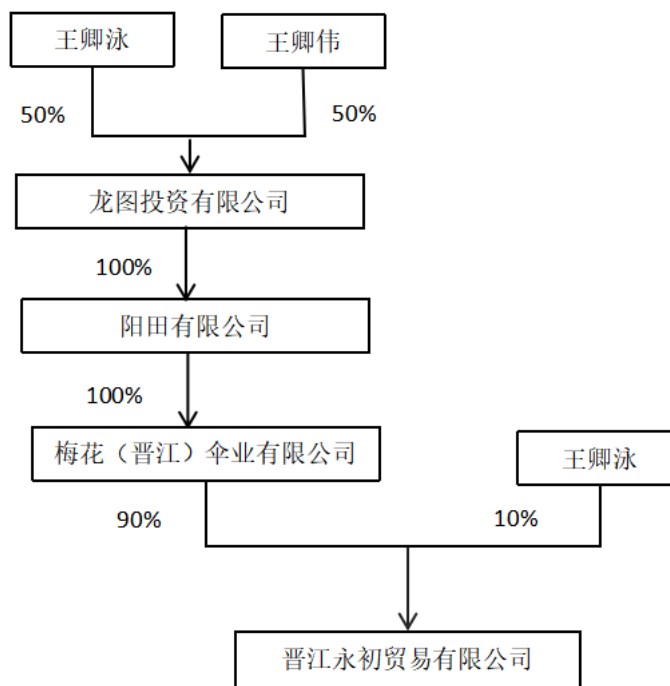 王卿泳
王卿伟
50%
50%
龙图投资有限公司
100%
阳田有限公司
100%
梅花（晋江）伞业有限公司
王卿泳
90%
10%
晋江永初贸易有限公司